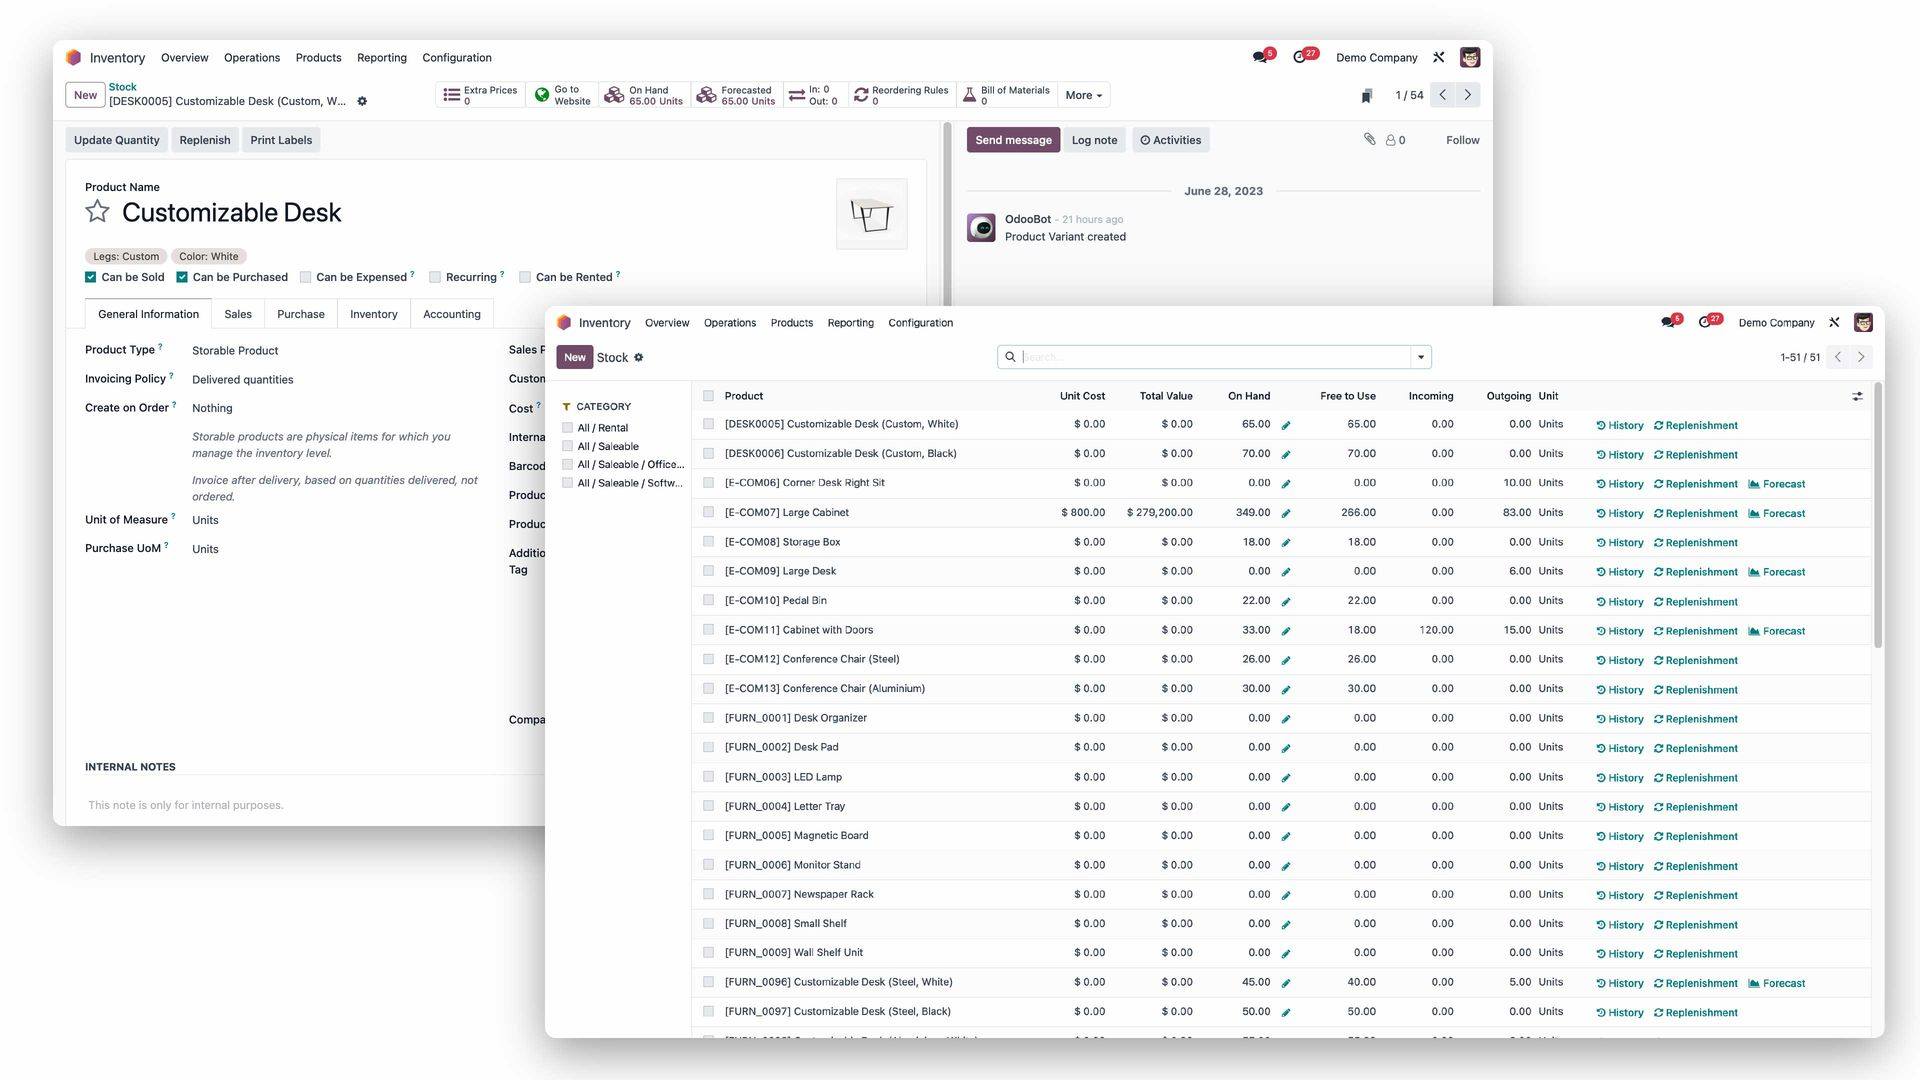 Inventory Overview Operations Products Reporting Configuration 5 27 Demo Company
New Stock
[DESK0005] Customizable Desk (Custom, W...
Extra Prices 0
Go to Website
On Hand 65.00 Units
Forecasted 65.00 Units
In: 0 Out: 0
Reordering Rules 0
Bill of Materials 0
More
1 / 54
Update Quantity Replenish Print Labels
Send message Log note Activities 0 Follow
Product Name
Customizable Desk
Legs: Custom Color: White
Can be Sold Can be Purchased Can be Expensed ? Recurring ? Can be Rented ?
June 28, 2023
OdooBot - 21 hours ago
Product Variant created
General Information Sales Purchase Inventory Accounting
Product Type ? Storable Product
Invoicing Policy ? Delivered quantities
Create on Order ? Nothing
Storable products are physical items for which you
manage the inventory level.
Invoice after delivery, based on quantities delivered, not
ordered.
Unit of Measure ? Units
Purchase UoM ? Units
Sales P
Custom
Cost ?
Interna
Barcod
Produc
Produc
Additio
Tag
Compa
INTERNAL NOTES
This note is only for internal purposes.
Inventory Overview Operations Products Reporting Configuration 5 27 Demo Company
New Stock Search... 1-51 / 51
CATEGORY
All / Rental
All / Saleable
All / Saleable / Office...
All / Saleable / Softw...
Product Unit Cost Total Value On Hand Free to Use Incoming Outgoing Unit
[DESK0005] Customizable Desk (Custom, White) $ 0.00 $ 0.00 65.00 65.00 0.00 0.00 Units History Replenishment
[DESK0006] Customizable Desk (Custom, Black) $ 0.00 $ 0.00 70.00 70.00 0.00 0.00 Units History Replenishment
[E-COM06] Corner Desk Right Sit $ 0.00 $ 0.00 0.00 0.00 0.00 10.00 Units History Replenishment Forecast
[E-COM07] Large Cabinet $ 800.00 $ 279,200.00 349.00 266.00 0.00 83.00 Units History Replenishment Forecast
[E-COM08] Storage Box $ 0.00 $ 0.00 18.00 18.00 0.00 0.00 Units History Replenishment
[E-COM09] Large Desk $ 0.00 $ 0.00 0.00 0.00 0.00 6.00 Units History Replenishment Forecast
[E-COM10] Pedal Bin $ 0.00 $ 0.00 22.00 22.00 0.00 0.00 Units History Replenishment
[E-COM11] Cabinet with Doors $ 0.00 $ 0.00 33.00 18.00 120.00 15.00 Units History Replenishment Forecast
[E-COM12] Conference Chair (Steel) $ 0.00 $ 0.00 26.00 26.00 0.00 0.00 Units History Replenishment
[E-COM13] Conference Chair (Aluminium) $ 0.00 $ 0.00 30.00 30.00 0.00 0.00 Units History Replenishment
[FURN_0001] Desk Organizer $ 0.00 $ 0.00 0.00 0.00 0.00 0.00 Units History Replenishment
[FURN_0002] Desk Pad $ 0.00 $ 0.00 0.00 0.00 0.00 0.00 Units History Replenishment
[FURN_0003] LED Lamp $ 0.00 $ 0.00 0.00 0.00 0.00 0.00 Units History Replenishment
[FURN_0004] Letter Tray $ 0.00 $ 0.00 0.00 0.00 0.00 0.00 Units History Replenishment
[FURN_0005] Magnetic Board $ 0.00 $ 0.00 0.00 0.00 0.00 0.00 Units History Replenishment
[FURN_0006] Monitor Stand $ 0.00 $ 0.00 0.00 0.00 0.00 0.00 Units History Replenishment
[FURN_0007] Newspaper Rack $ 0.00 $ 0.00 0.00 0.00 0.00 0.00 Units History Replenishment
[FURN_0008] Small Shelf $ 0.00 $ 0.00 0.00 0.00 0.00 0.00 Units History Replenishment
[FURN_0009] Wall Shelf Unit $ 0.00 $ 0.00 0.00 0.00 0.00 0.00 Units History Replenishment
[FURN_0096] Customizable Desk (Steel, White) $ 0.00 $ 0.00 45.00 40.00 0.00 5.00 Units History Replenishment Forecast
[FURN_0097] Customizable Desk (Steel, Black) $ 0.00 $ 0.00 50.00 50.00 0.00 0.00 Units History Replenishment